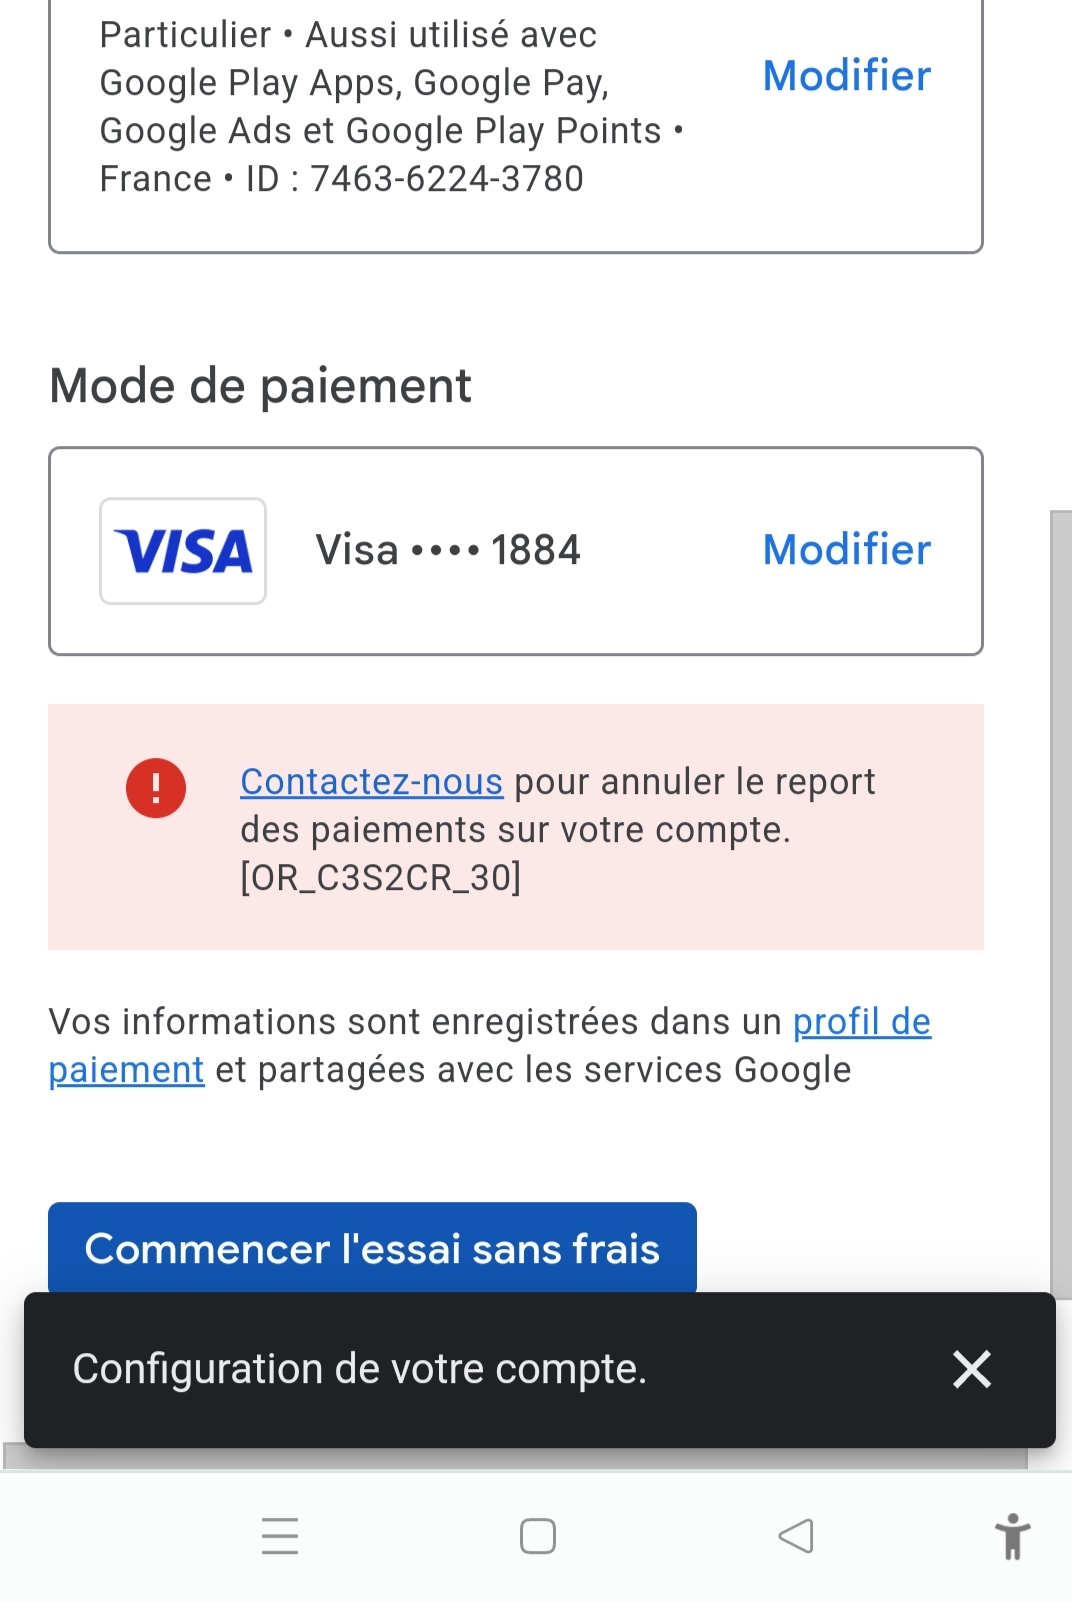 Particulier • Aussi utilisé avec
Google Play Apps, Google Pay,
Google Ads et Google Play Points •
France • ID : 7463-6224-3780
Modifier
Mode de paiement
VISA
Visa •••• 1884
Modifier
Contactez-nous pour annuler le report
des paiements sur votre compte.
[OR_C3S2CR_30]
Vos informations sont enregistrées dans un profil de
paiement et partagées avec les services Google
Commencer l'essai sans frais
Configuration de votre compte.